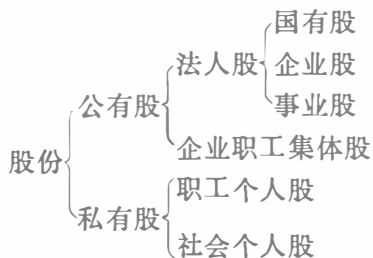 国有股
法人股
企业股
公有股
事业股
企业职工集体股
股份
职工个人股
私有股
社会个人股